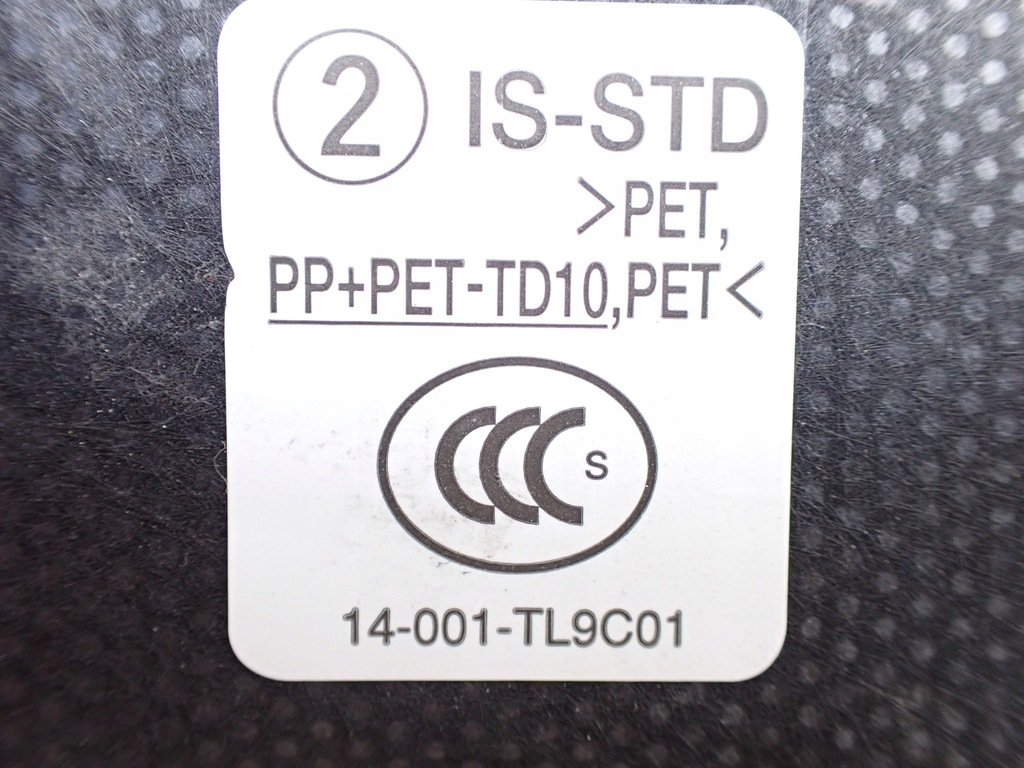 ② IS-STD
>PET,
PP+PET-TD10,PET<
CCC S
14-001-TL9C01